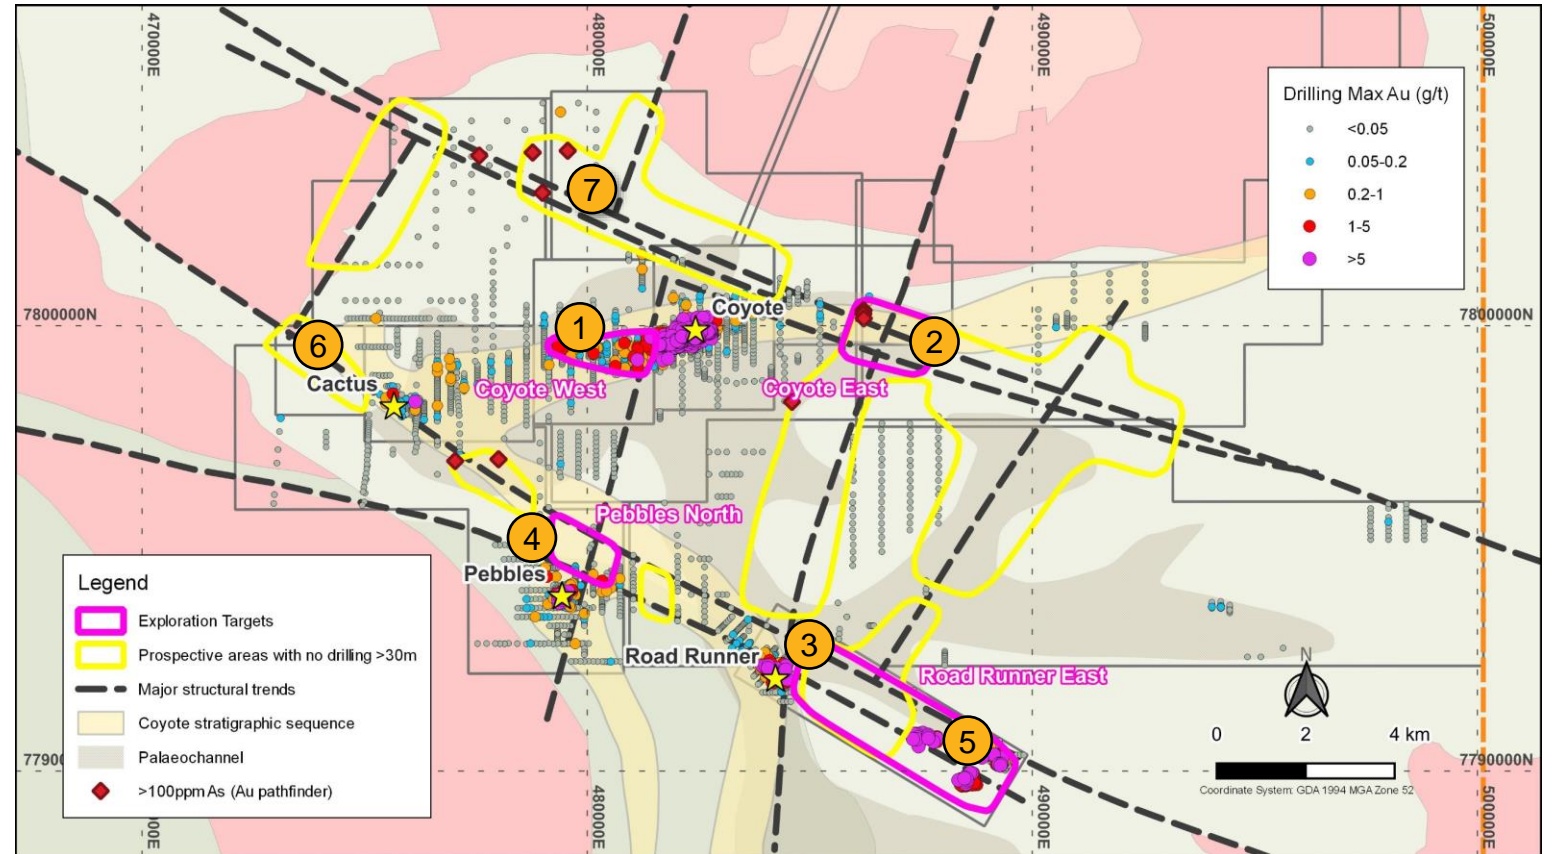 470000E
480000E
490000E
500000E
Drilling Max Au (g/t)
<0.05
0.05-0.2
0.2-1
1-5
>5
7
7800000N
1
Coyote
2
7800000N
6
Cactus
Coyote West
Coyote East
Pebbles North
4
Pebbles
3
Road Runner
Road Runner East
5
N
0 2 4 km
Coordinate System: GDA 1994 MGA Zone 52
7790
7790000N
Legend
Exploration Targets
Prospective areas with no drilling >30m
Major structural trends
Coyote stratigraphic sequence
Palaeochannel
>100ppm As (Au pathfinder)
480000E
490000E
500000E